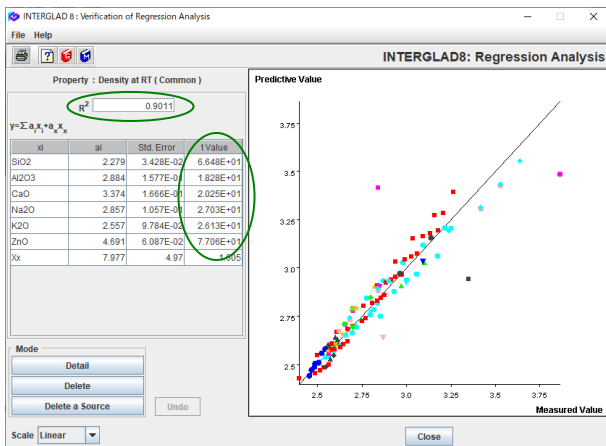 INTERGLAD 8 : Verification of Regression Analysis
File Help
INTERGLAD8: Regression Analysis
Property : Density at RT ( Common )
R2 0.9011
y=Σaixi+axxx
xi ai Std. Error t Value
SiO2 2.279 3.428E-02 6.648E+01
Al2O3 2.884 1.577E-01 1.828E+01
CaO 3.374 1.666E-01 2.025E+01
Na2O 2.857 1.057E-01 2.703E+01
K2O 2.557 9.784E-02 2.613E+01
ZnO 4.691 6.087E-02 7.706E+01
Xx 7.977 4.97 1.605
Mode
Detail
Delete
Delete a Source
Undo
Scale Linear
Predictive Value
3.75
3.5
3.25
3.0
2.75
2.5
2.5 2.75 3.0 3.25 3.5 3.75
Measured Value
Close